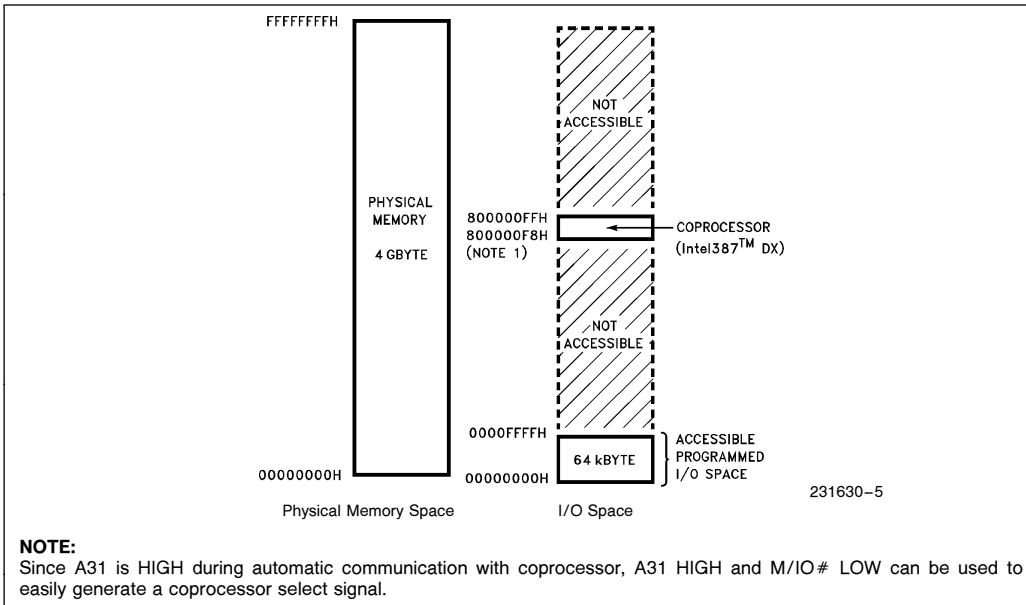 FFFFFFFFH
NOT
ACCESSIBLE
PHYSICAL
MEMORY
4 GBYTE
800000FFH
800000F8H
(NOTE 1)
COPROCESSOR
(Intel387™ DX)
NOT
ACCESSIBLE
0000FFFFH
64 kBYTE
ACCESSIBLE
PROGRAMMED
I/O SPACE
00000000H
00000000H
231630–5
Physical Memory Space
I/O Space
NOTE:
Since A31 is HIGH during automatic communication with coprocessor, A31 HIGH and M/IO# LOW can be used to
easily generate a coprocessor select signal.